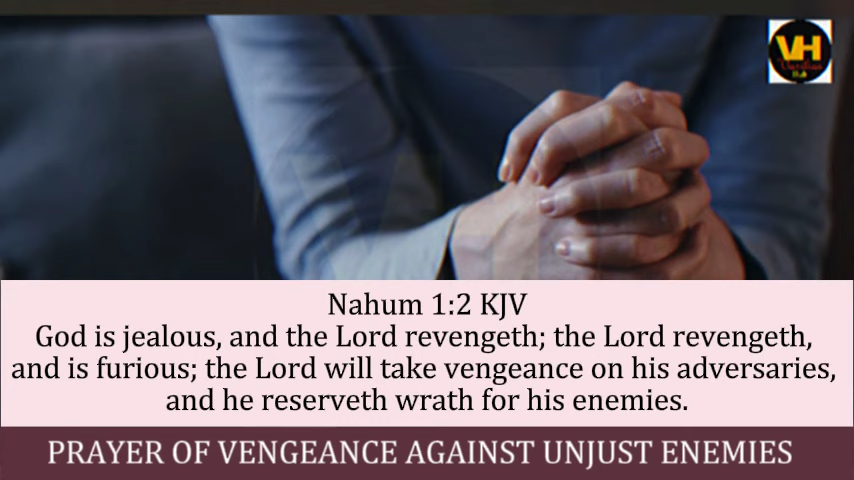 VH
Nahum 1:2 KJV
God is jealous, and the Lord revengeth; the Lord revengeth,
and is furious; the Lord will take vengeance on his adversaries,
and he reserveth wrath for his enemies.
PRAYER OF VENGEANCE AGAINST UNJUST ENEMIES